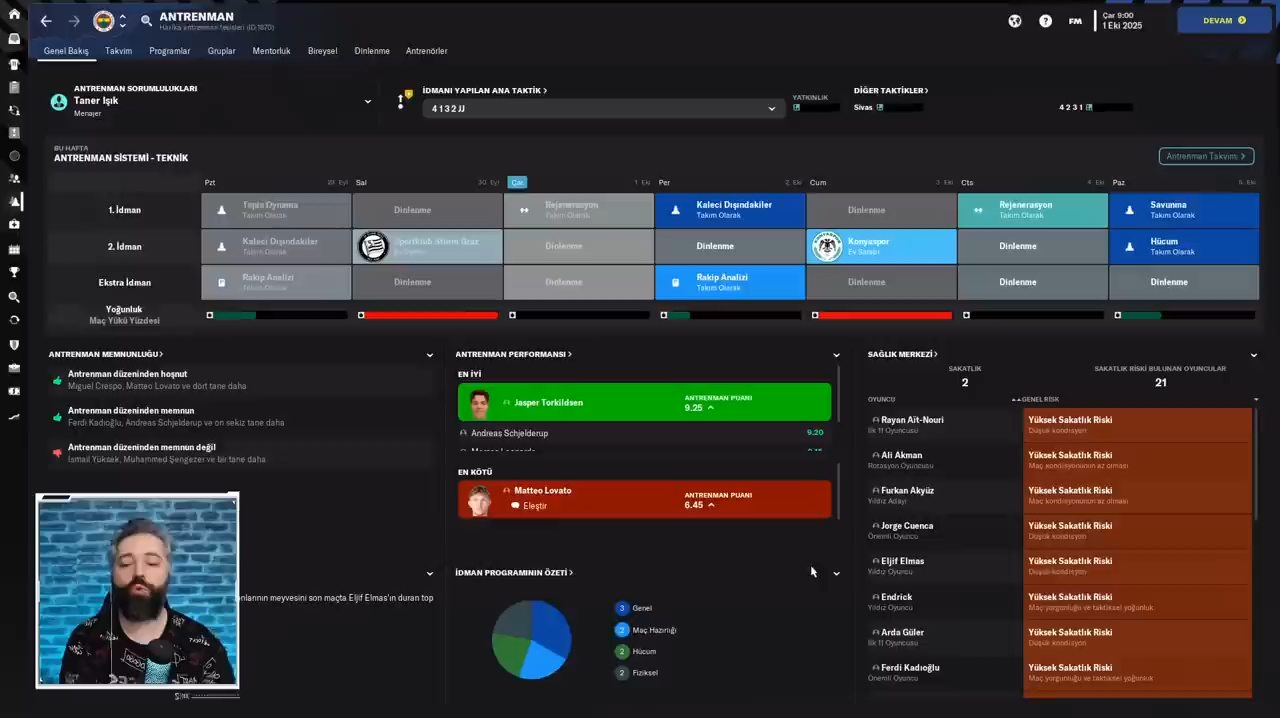 ANTRENMAN
Harika antrenman tesisleri (ID:1870)
FM
Çar 9:00
1 Eki 2025
DEVAM
Genel Bakış
Takvim
Programlar
Gruplar
Mentorluk
Bireysel
Dinlenme
Antrenörler
ANTRENMAN SORUMLULUKLARI
Taner Işık
Menajer
İDMANI YAPILAN ANA TAKTİK
4 1 3 2 JJ
YATKINLIK
DİĞER TAKTİKLER
Sivas
4 2 3 1
BU HAFTA
ANTRENMAN SİSTEMİ - TEKNİK
Antrenman Takvimi
Pzt 29 Eyl Sal 30 Eyl Çar 1 Eki Per 2 Eki Cum 3 Eki Cts 4 Eki Paz 5 Eki
1. İdman
Topla Oynama
Takım Olarak
Dinlenme
Rejenerasyon
Takım Olarak
Kaleci Dışındakiler
Takım Olarak
Dinlenme
Rejenerasyon
Takım Olarak
Savunma
Takım Olarak
2. İdman
Kaleci Dışındakiler
Takım Olarak
Sportklub Sturm Graz
Ev Sahibi
Dinlenme
Dinlenme
Konyaspor
Ev Sahibi
Dinlenme
Hücum
Takım Olarak
Ekstra İdman
Rakip Analizi
Takım Olarak
Dinlenme
Dinlenme
Rakip Analizi
Takım Olarak
Dinlenme
Dinlenme
Dinlenme
Yoğunluk
Maç Yükü Yüzdesi
ANTRENMAN MEMNUNLUĞU
Antrenman düzeninden hoşnut
Miguel Crespo, Matteo Lovato ve dört tane daha
Antrenman düzeninden memnun
Ferdi Kadıoğlu, Andreas Schjelderup ve on sekiz tane daha
Antrenman düzeninden memnun değil
İsmail Yüksek, Muhammed Şengezer ve bir tane daha
onlarının meyvesini son maçta Eljif Elmas'ın duran top
ANTRENMAN PERFORMANSI
EN İYİ
Jasper Torkildsen
ANTRENMAN PUANI
9.25
Andreas Schjelderup 9.20
EN KÖTÜ
Matteo Lovato
Eleştir
ANTRENMAN PUANI
6.45
İDMAN PROGRAMININ ÖZETİ
3 Genel
2 Maç Hazırlığı
2 Hücum
2 Fiziksel
SAĞLIK MERKEZİ
SAKATLIK
2
SAKATLIK RİSKİ BULUNAN OYUNCULAR
21
OYUNCU
GENEL RİSK
Rayan Aït-Nouri
İlk 11 Oyuncusu
Yüksek Sakatlık Riski
Düşük kondisyon
Ali Akman
Rotasyon Oyuncusu
Yüksek Sakatlık Riski
Maç kondisyonunun az olması
Furkan Akyüz
Yıldız Adayı
Yüksek Sakatlık Riski
Maç kondisyonunun az olması
Jorge Cuenca
Önemli Oyuncu
Yüksek Sakatlık Riski
Düşük kondisyon
Eljif Elmas
Yıldız Oyuncu
Yüksek Sakatlık Riski
Düşük kondisyon
Endrick
Yıldız Oyuncu
Yüksek Sakatlık Riski
Maç yorgunluğu ve taktiksel yoğunluk
Arda Güler
İlk 11 Oyuncusu
Yüksek Sakatlık Riski
Düşük kondisyon
Ferdi Kadıoğlu
Önemli Oyuncu
Yüksek Sakatlık Riski
Maç yorgunluğu ve taktiksel yoğunluk